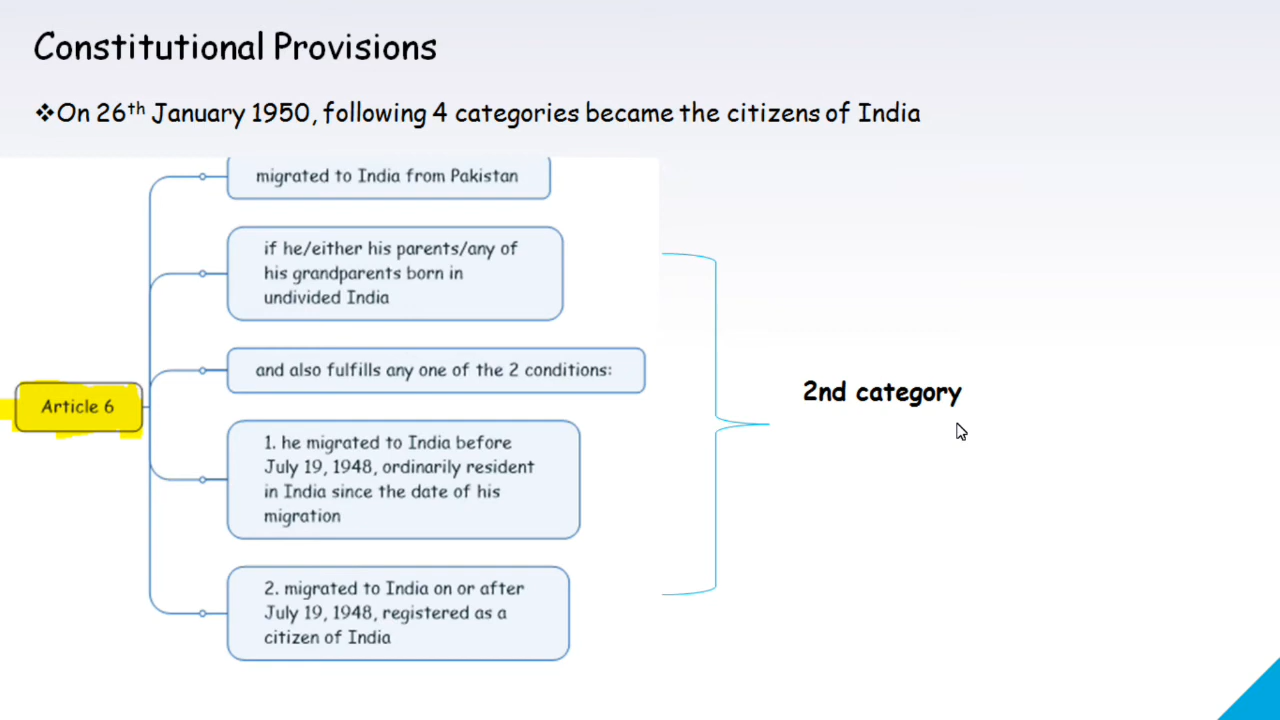 Constitutional Provisions
❖On 26th January 1950, following 4 categories became the citizens of India
migrated to India from Pakistan
if he/either his parents/any of
his grandparents born in
undivided India
and also fulfills any one of the 2 conditions:
Article 6
1. he migrated to India before
July 19, 1948, ordinarily resident
in India since the date of his
migration
2. migrated to India on or after
July 19, 1948, registered as a
citizen of India
2nd category